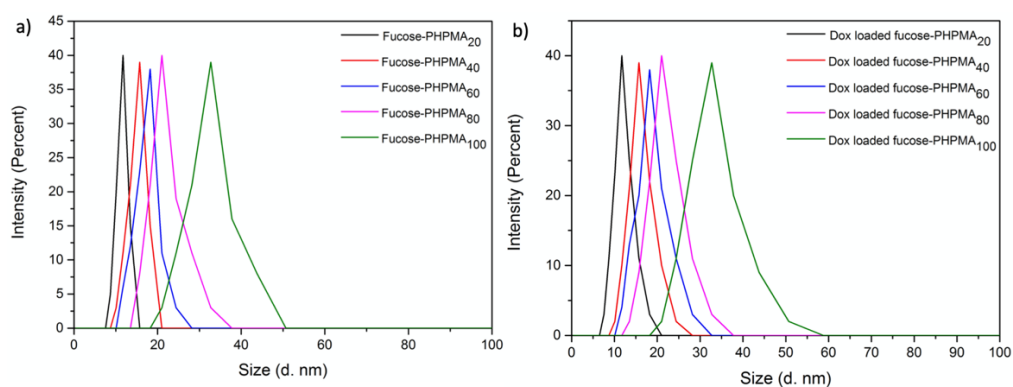 a)
Fucose-PHPMA20
Fucose-PHPMA40
Fucose-PHPMA60
Fucose-PHPMA80
Fucose-PHPMA100
Intensity (Percent)
45
40
35
30
25
20
15
10
5
0
0 20 40 60 80 100
Size (d. nm)
b)
Dox loaded fucose-PHPMA20
Dox loaded fucose-PHPMA40
Dox loaded fucose-PHPMA60
Dox loaded fucose-PHPMA80
Dox loaded fucose-PHPMA100
Intensity (Percent)
40
30
20
10
0
0 10 20 30 40 50 60 70 80 90 100
Size (d. nm)